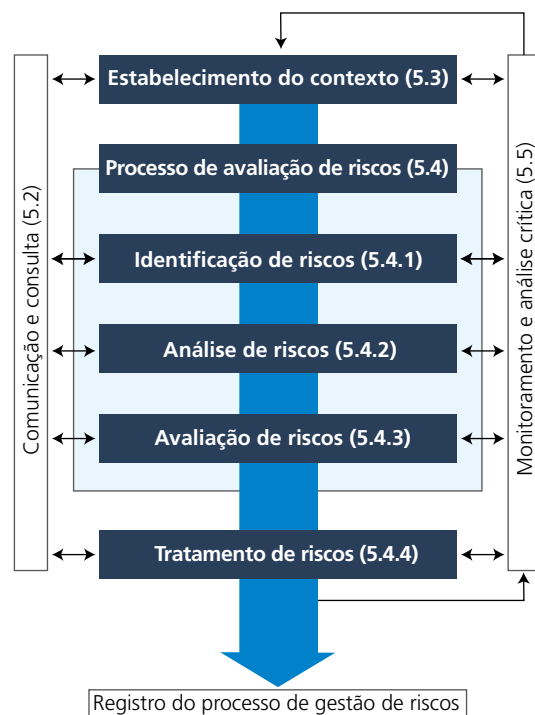 Estabelecimento do contexto (5.3)
Processo de avaliação de riscos (5.4)
Identificação de riscos (5.4.1)
Análise de riscos (5.4.2)
Avaliação de riscos (5.4.3)
Tratamento de riscos (5.4.4)
Comunicação e consulta (5.2)
Monitoramento e análise crítica (5.5)
Registro do processo de gestão de riscos